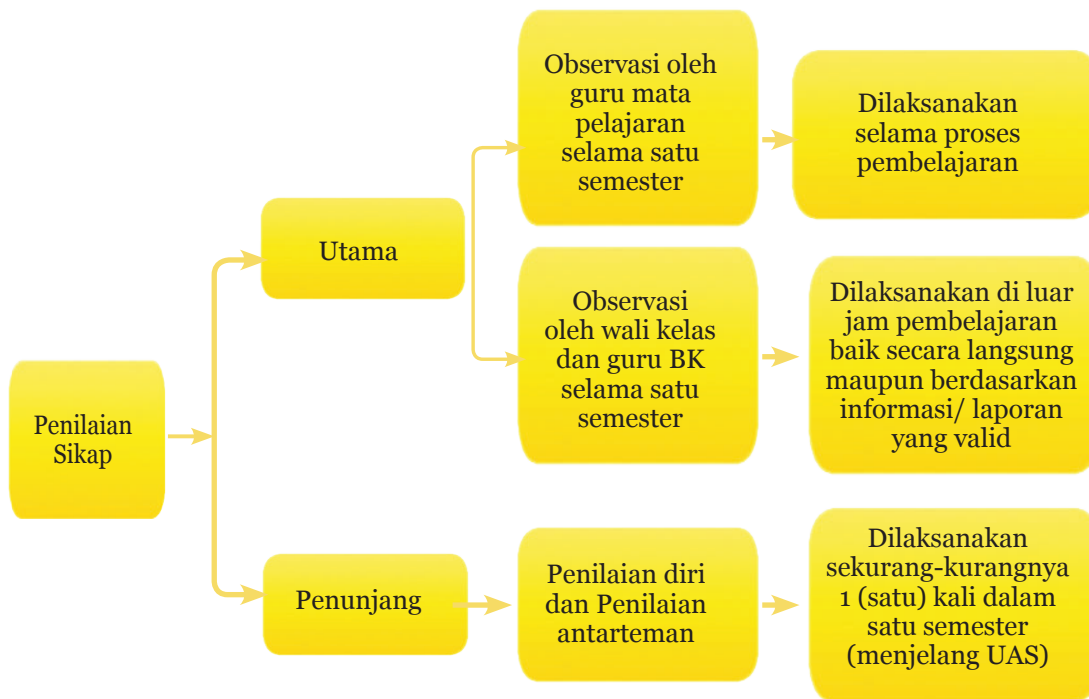 Penilaian
Sikap
Utama
Observasi oleh
guru mata
pelajaran
selama satu
semester
Dilaksanakan
selama proses
pembelajaran
Observasi
oleh wali kelas
dan guru BK
selama satu
semester
Dilaksanakan di luar
jam pembelajaran
baik secara langsung
maupun berdasarkan
informasi/ laporan
yang valid
Penunjang
Penilaian diri
dan Penilaian
antarteman
Dilaksanakan
sekurang-kurangnya
1 (satu) kali dalam
satu semester
(menjelang UAS)